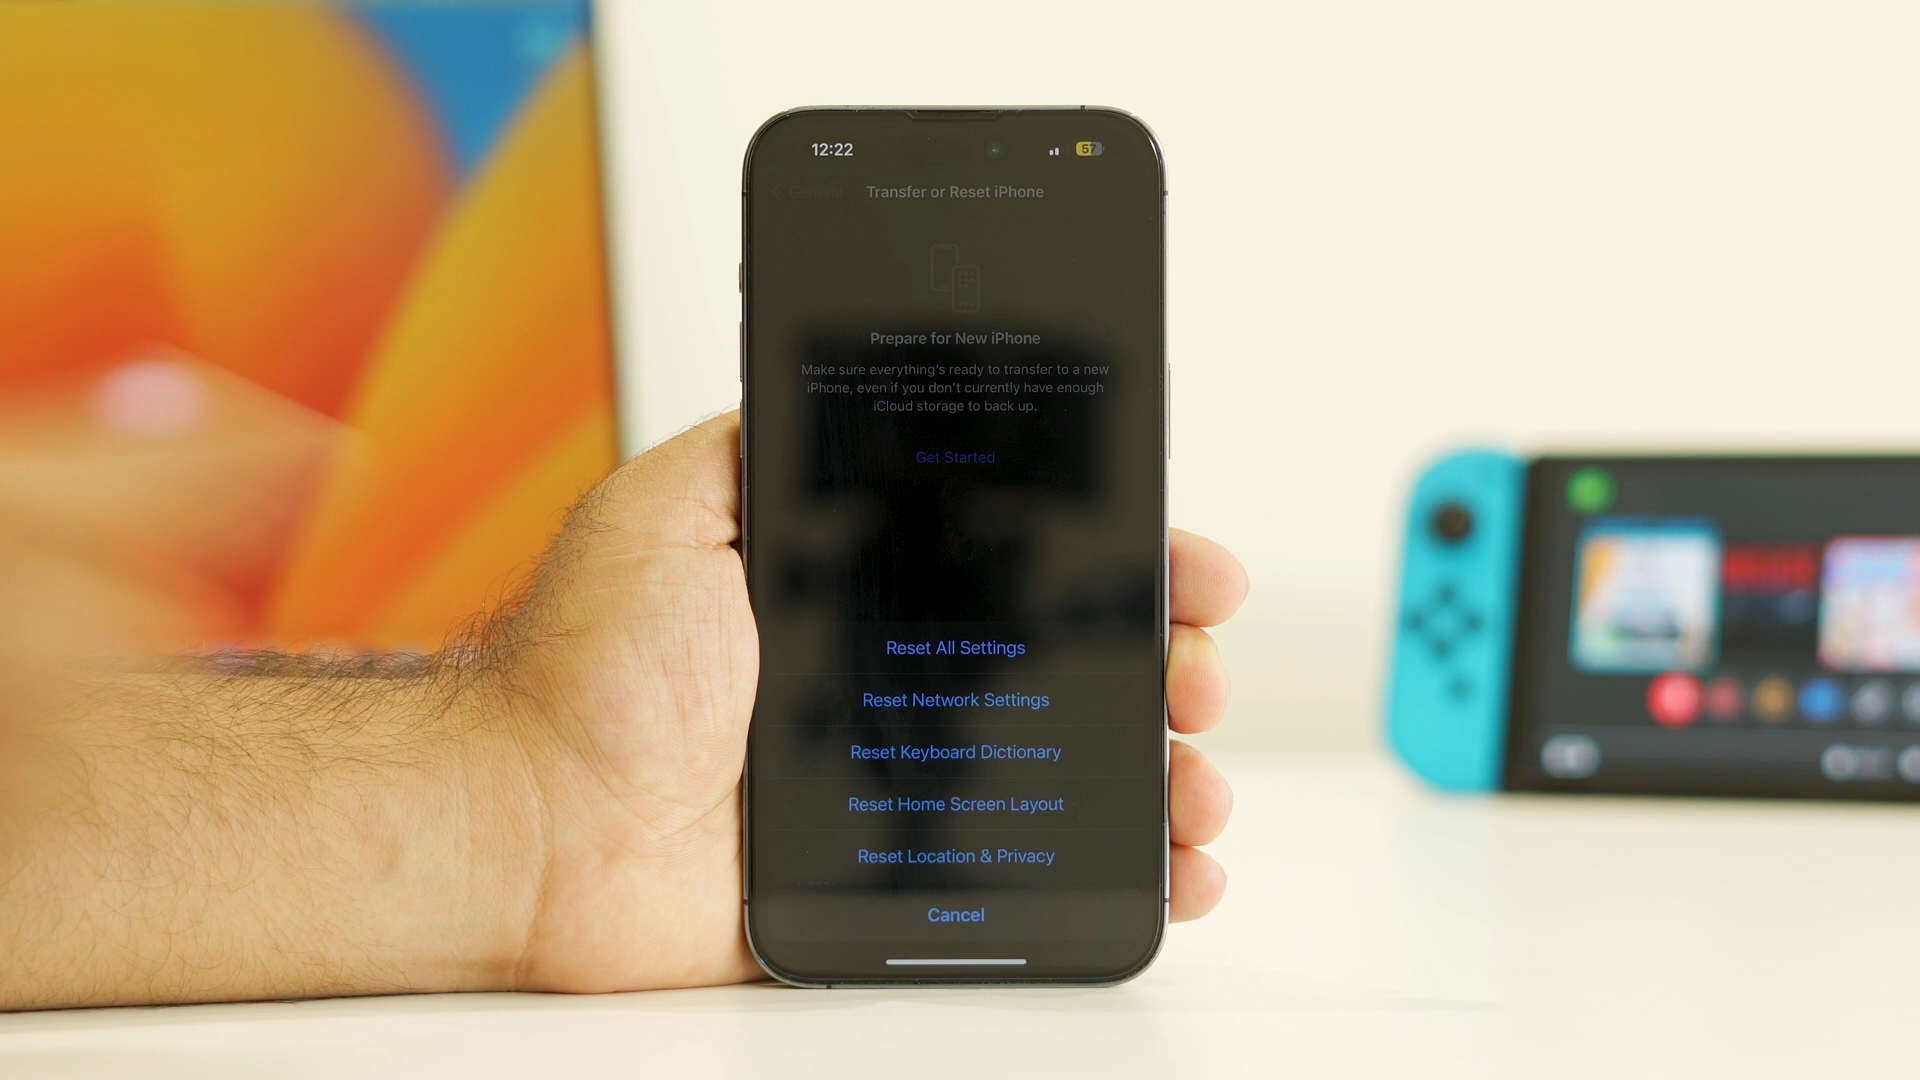 12:22
57
General
Transfer or Reset iPhone
Prepare for New iPhone
Make sure everything's ready to transfer to a new
iPhone, even if you don't currently have enough
iCloud storage to back up.
Get Started
Reset All Settings
Reset Network Settings
Reset Keyboard Dictionary
Reset Home Screen Layout
Reset Location & Privacy
Cancel